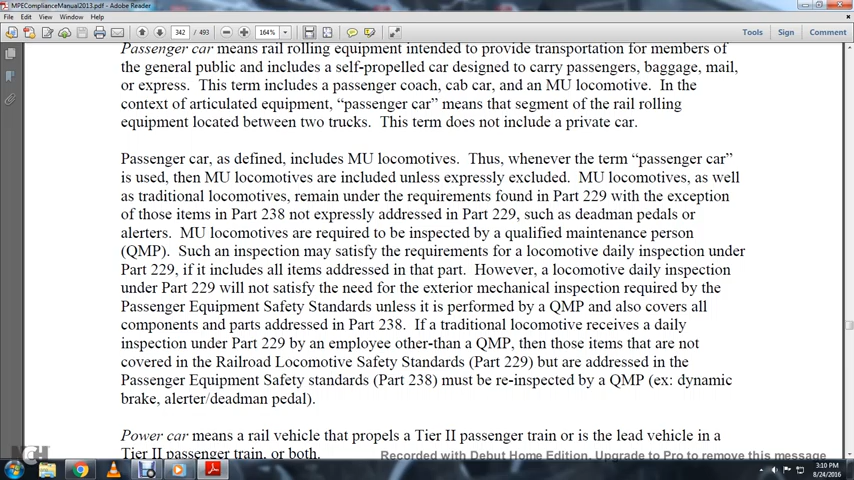 MPEComplianceManual2013.pdf - Adobe Reader
File Edit View Window Help
342 / 493 164% Tools Sign Comment
Passenger car means rail rolling equipment intended to provide transportation for members of
the general public and includes a self-propelled car designed to carry passengers, baggage, mail,
or express. This term includes a passenger coach, cab car, and an MU locomotive. In the
context of articulated equipment, “passenger car” means that segment of the rail rolling
equipment located between two trucks. This term does not include a private car.
Passenger car, as defined, includes MU locomotives. Thus, whenever the term “passenger car”
is used, then MU locomotives are included unless expressly excluded. MU locomotives, as well
as traditional locomotives, remain under the requirements found in Part 229 with the exception
of those items in Part 238 not expressly addressed in Part 229, such as deadman pedals or
alerters. MU locomotives are required to be inspected by a qualified maintenance person
(QMP). Such an inspection may satisfy the requirements for a locomotive daily inspection under
Part 229, if it includes all items addressed in that part. However, a locomotive daily inspection
under Part 229 will not satisfy the need for the exterior mechanical inspection required by the
Passenger Equipment Safety Standards unless it is performed by a QMP and also covers all
components and parts addressed in Part 238. If a traditional locomotive receives a daily
inspection under Part 229 by an employee other-than a QMP, then those items that are not
covered in the Railroad Locomotive Safety Standards (Part 229) but are addressed in the
Passenger Equipment Safety standards (Part 238) must be re-inspected by a QMP (ex: dynamic
brake, alerter/deadman pedal).
Power car means a rail vehicle that propels a Tier II passenger train or is the lead vehicle in a
Tier II passenger train, or both.
NCH
Recorded with Debut Home Edition. Upgrade to Pro to remove this message
3:10 PM
8/24/2016